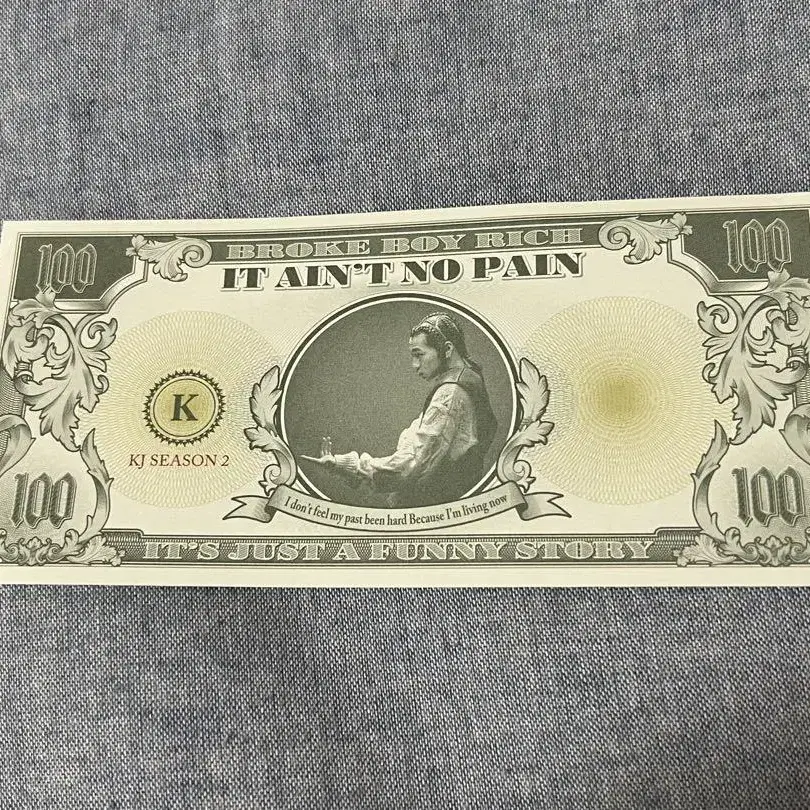 100
BROKE BOY RICH
100
IT AIN'T NO PAIN
K
KJ SEASON 2
I don't feel my past been hard Because I'm living now
100
100
IT'S JUST A FUNNY STORY